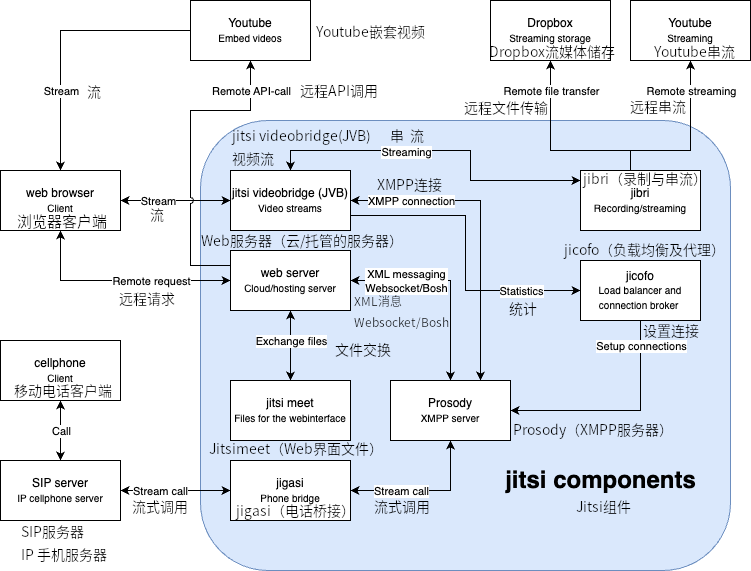 Youtube
Embed videos
Youtube嵌套视频
Dropbox
Streaming storage
Dropbox流媒体储存
Youtube
Streaming
Youtube串流
Stream 流
Remote API-call 远程API调用
Remote file transfer
远程文件传输
Remote streaming
远程串流
jitsi videobridge(JVB) 串 流
视频流
Streaming
web browser
Client
浏览器客户端
Stream
流
jitsi videobridge (JVB)
Video streams
XMPP连接
XMPP connection
jibri（录制与串流）
jibri
Recording/streaming
Web服务器（云/托管的服务器）
web server
Cloud/hosting server
Remote request
远程请求
XML messaging
Websocket/Bosh
XML消息
Websocket/Bosh
Statistics
统计
jicofo（负载均衡及代理）
jicofo
Load balancer and
connection broker
设置连接
Setup connections
Exchange files
文件交换
cellphone
Client
移动电话客户端
Call
jitsi meet
Files for the webinterface
Jitsimeet（Web界面文件）
Prosody
XMPP server
Prosody（XMPP服务器）
SIP server
IP cellphone server
SIP服务器
IP 手机服务器
Stream call
流式调用
jigasi
Phone bridge
jigasi（电话桥接）
Stream call
流式调用
jitsi components
Jitsi组件